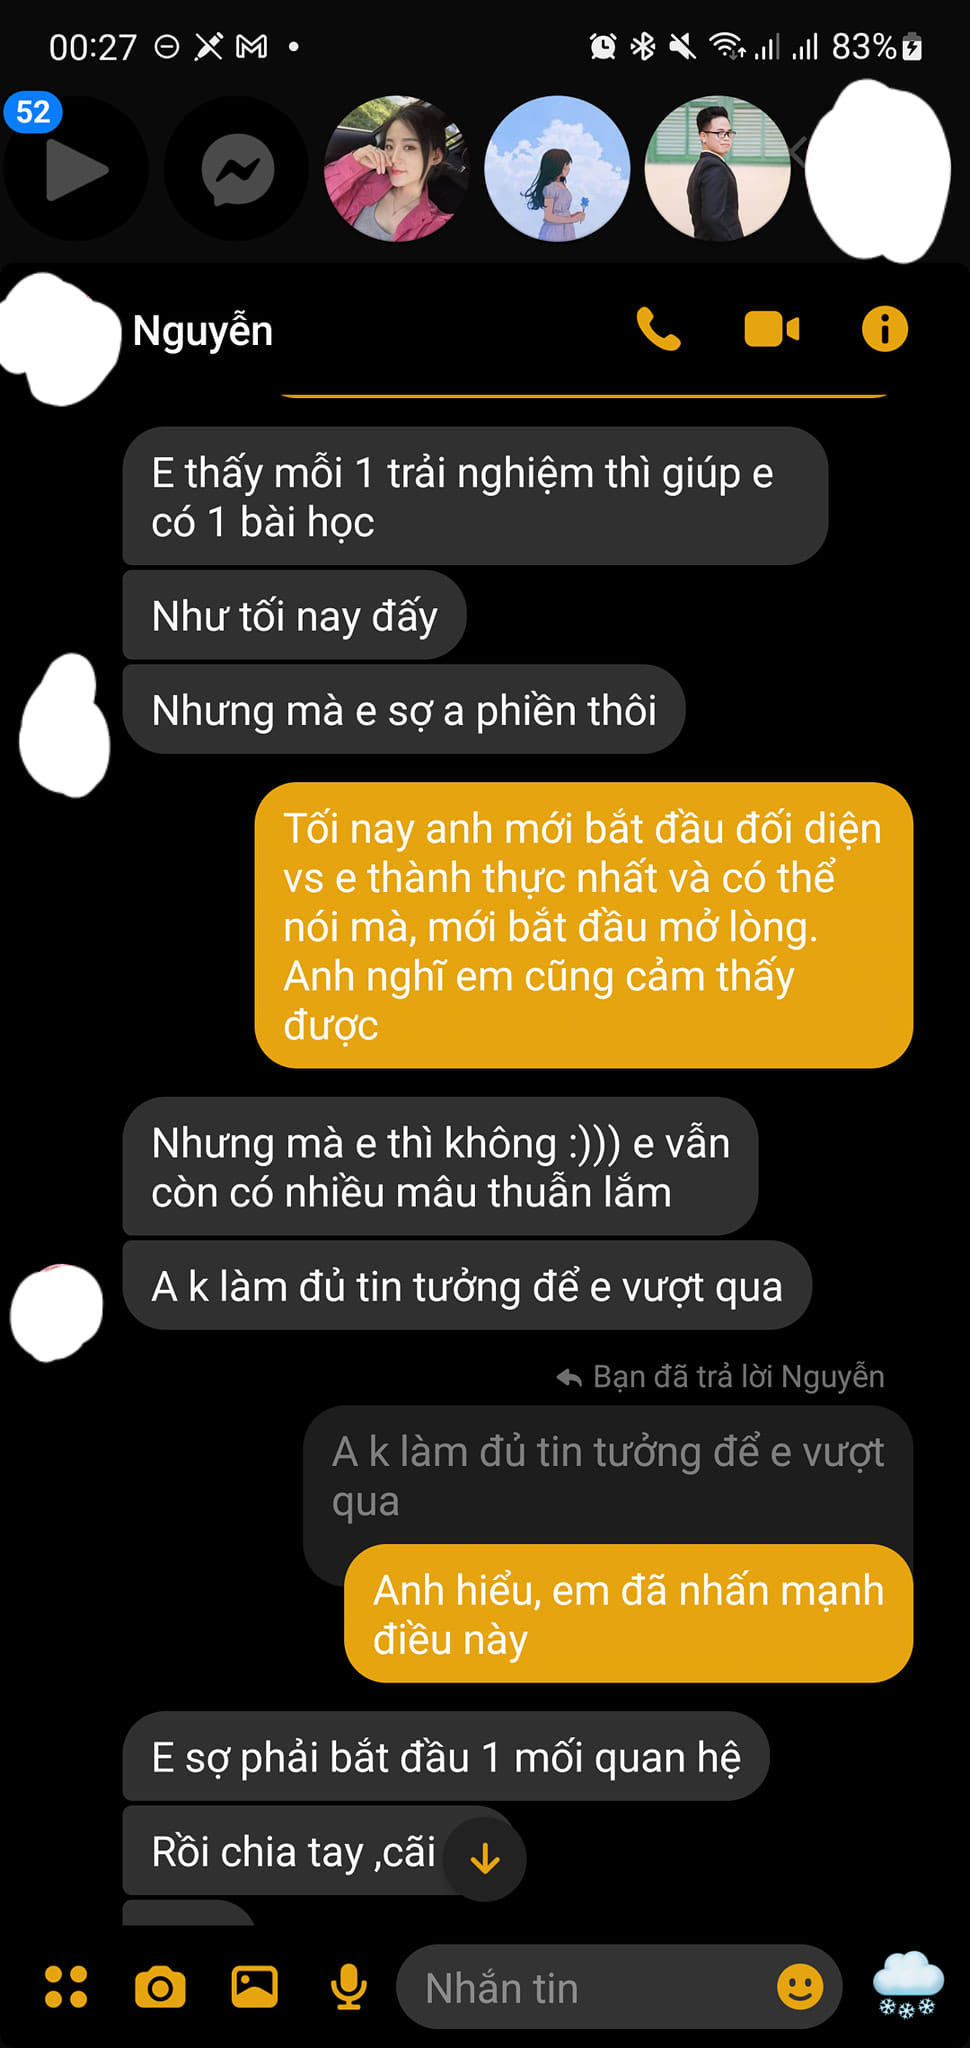 00:27
83%
52
Nguyễn
E thấy mỗi 1 trải nghiệm thì giúp e
có 1 bài học
Như tối nay đấy
Nhưng mà e sợ a phiền thôi
Tối nay anh mới bắt đầu đối diện
vs e thành thực nhất và có thể
nói mà, mới bắt đầu mở lòng.
Anh nghĩ em cũng cảm thấy
được
Nhưng mà e thì không :))) e vẫn
còn có nhiều mâu thuẫn lắm
A k làm đủ tin tưởng để e vượt qua
Bạn đã trả lời Nguyễn
A k làm đủ tin tưởng để e vượt
qua
Anh hiểu, em đã nhấn mạnh
điều này
E sợ phải bắt đầu 1 mối quan hệ
Rồi chia tay ,cãi
Nhắn tin